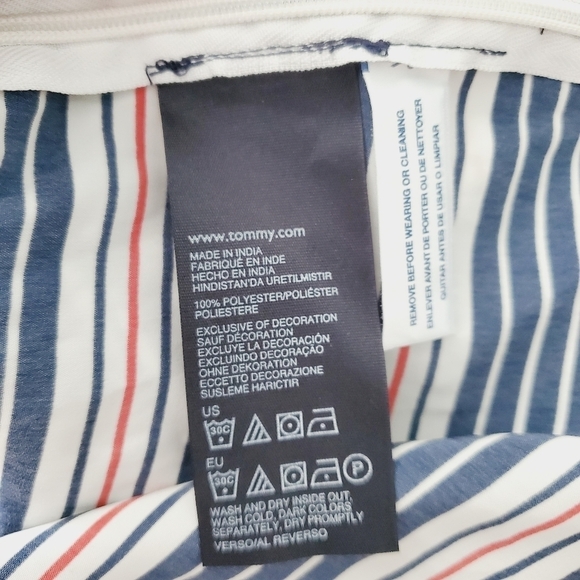 www.tommy.com
MADE IN INDIA
FABRIQUÉ EN INDE
HECHO EN INDIA
HINDISTAN'DA URETILMISTIR
100% POLYESTER/POLIÉSTER
POLIESTERE
EXCLUSIVE OF DECORATION
SAUF DÉCORATION
EXCLUYE LA DECORACIÓN
EXCLUINDO DECORAÇÃO
OHNE DEKORATION
ECCETTO DECORAZIONE
SUSLEME HARICTIR
US
30C
EU
30C
P
WASH AND DRY INSIDE OUT,
WASH COLD, DARK COLORS
SEPARATELY, DRY PROMPTLY
VERSO/AL REVERSO
REMOVE BEFORE WEARING OR CLEANING
ENLEVER AVANT DE PORTER OU DE NETTOYER
QUITAR ANTES DE USAR O LIMPIAR